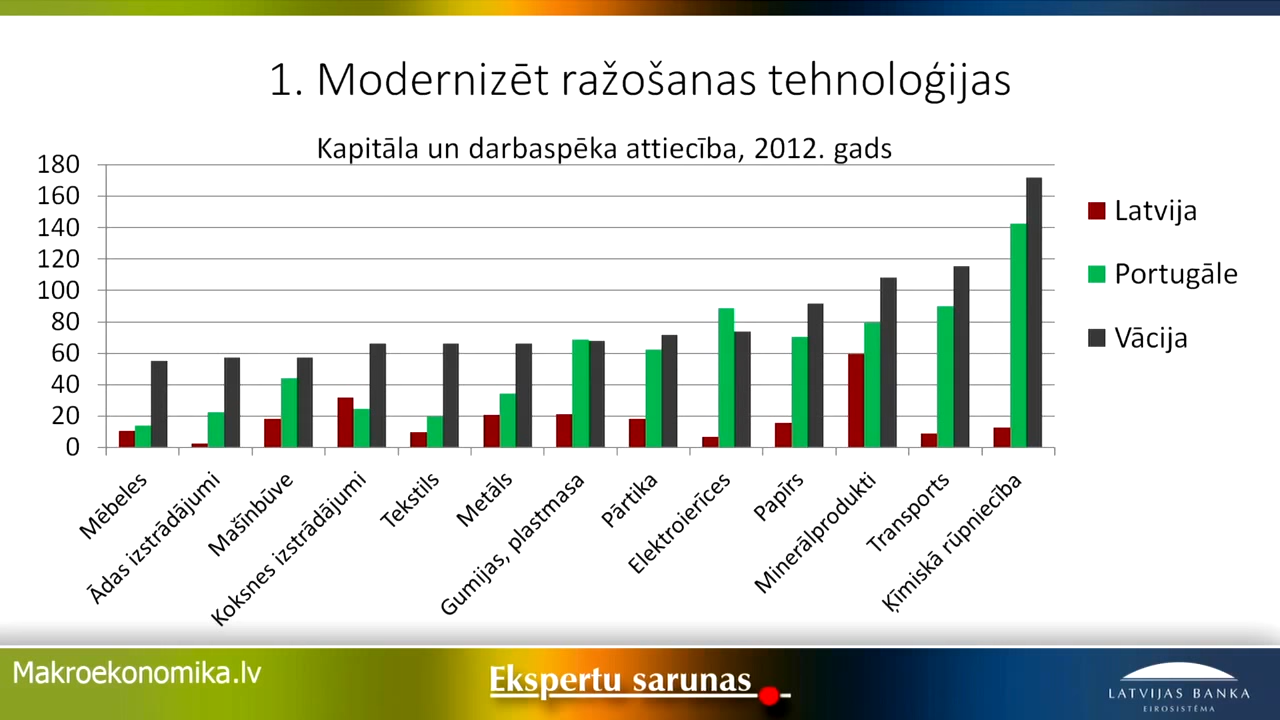 1. Modernizēt ražošanas tehnoloģijas
Kapitāla un darbaspēka attiecība, 2012. gads
180
160
140
120
100
80
60
40
20
0
Latvija
Portugāle
Vācija
Mēbeles
Ādas izstrādājumi
Mašīnbūve
Koksnes izstrādājumi
Tekstils
Metāls
Gumijas, plastmasa
Pārtika
Elektroierīces
Papīrs
Minerālprodukti
Transports
Ķīmiskā rūpniecība
Makroekonomika.lv
Ekspertu sarunas
LATVIJAS BANKA
EIROSISTĒMA